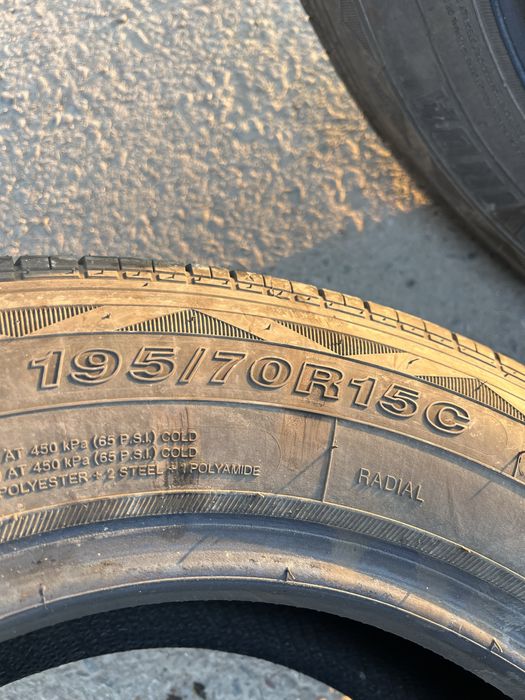 195/70R15C
AT 450 kPa (65 P.S.I.) COLD
AT 450 kPa (65 P.S.I.) COLD
POLYESTER + 2 STEEL + 1 POLYAMIDE
RADIAL